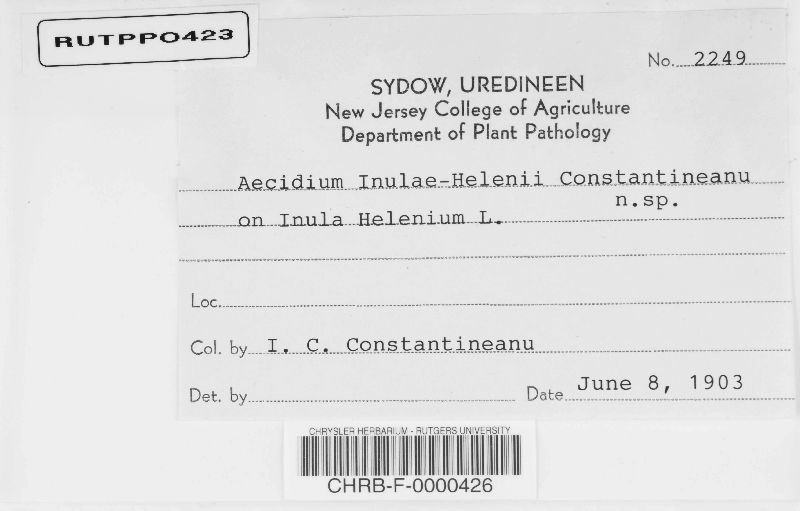 RUTPP0423
No. 2249
SYDOW, UREDINEEN
New Jersey College of Agriculture
Department of Plant Pathology
Aecidium Inulae-Helenii Constantineanu
n.sp.
on Inula Helenium L.
Loc.
Col. by I. C. Constantineanu
Det. by Date June 8, 1903
CHRYSLER HERBARIUM - RUTGERS UNIVERSITY
CHRB-F-0000426